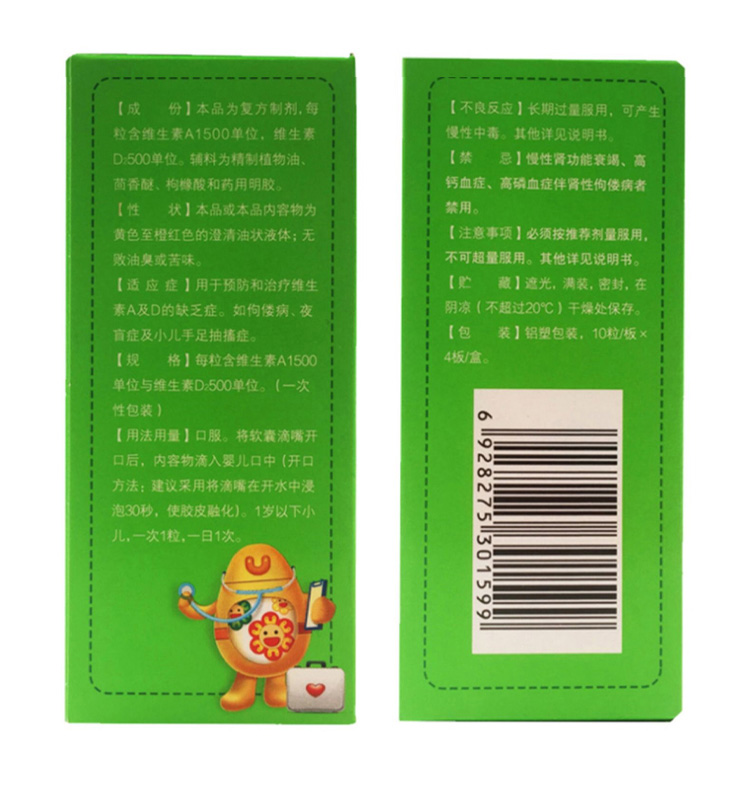 【成　份】本品为复方制剂,每
粒含维生素A1500单位，维生素
D₂500单位。辅料为精制植物油、
茴香醚、枸橼酸和药用明胶。
【性　状】本品或本品内容物为
黄色至橙红色的澄清油状液体；无
败油臭或苦味。
【适应症】用于预防和治疗维生
素A及D的缺乏症。如佝偻病、夜
盲症及小儿手足抽搐症。
【规　格】每粒含维生素A1500
单位与维生素D₂500单位。(一次
性包装)
【用法用量】口服。将软囊滴嘴开
口后，内容物滴入婴儿口中(开口
方法：建议采用将滴嘴在开水中浸
泡30秒，使胶皮融化)。1岁以下小
儿,一次1粒,一日1次。
【不良反应】长期过量服用，可产生
慢性中毒。其他详见说明书。
【禁　忌】慢性肾功能衰竭、高
钙血症、高磷血症伴肾性佝偻病者
禁用。
【注意事项】必须按推荐剂量服用，
不可超量服用。其他详见说明书。
【贮　藏】遮光，满装，密封，在
阴凉(不超过20℃)干燥处保存。
【包　装】铝塑包装，10粒/板×
4板/盒。
6928275301599